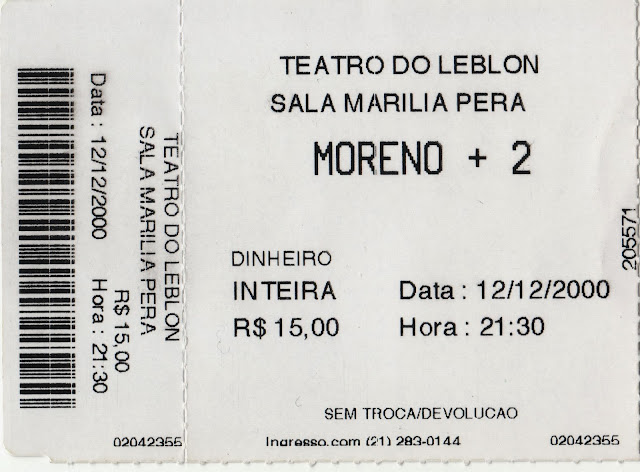 Data : 12/12/2000 Hora : 21:30
R$ 15,00
SALA MARILIA PERA
TEATRO DO LEBLON
02042355
TEATRO DO LEBLON
SALA MARILIA PERA
MORENO + 2
DINHEIRO
INTEIRA Data : 12/12/2000
R$ 15,00 Hora : 21:30
SEM TROCA/DEVOLUCAO
Ingresso.com (21) 283-0144 02042355
205571